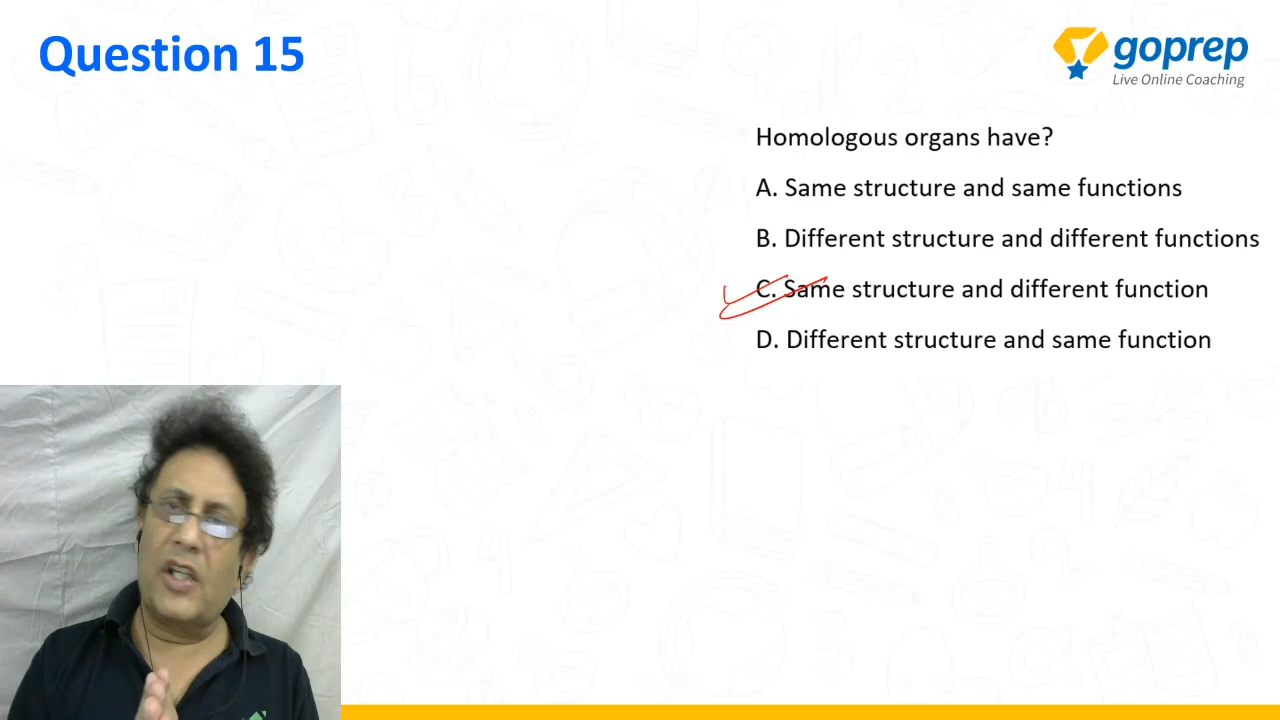 Question 15
goprep
Live Online Coaching
Homologous organs have?
A. Same structure and same functions
B. Different structure and different functions
C. Same structure and different function
D. Different structure and same function